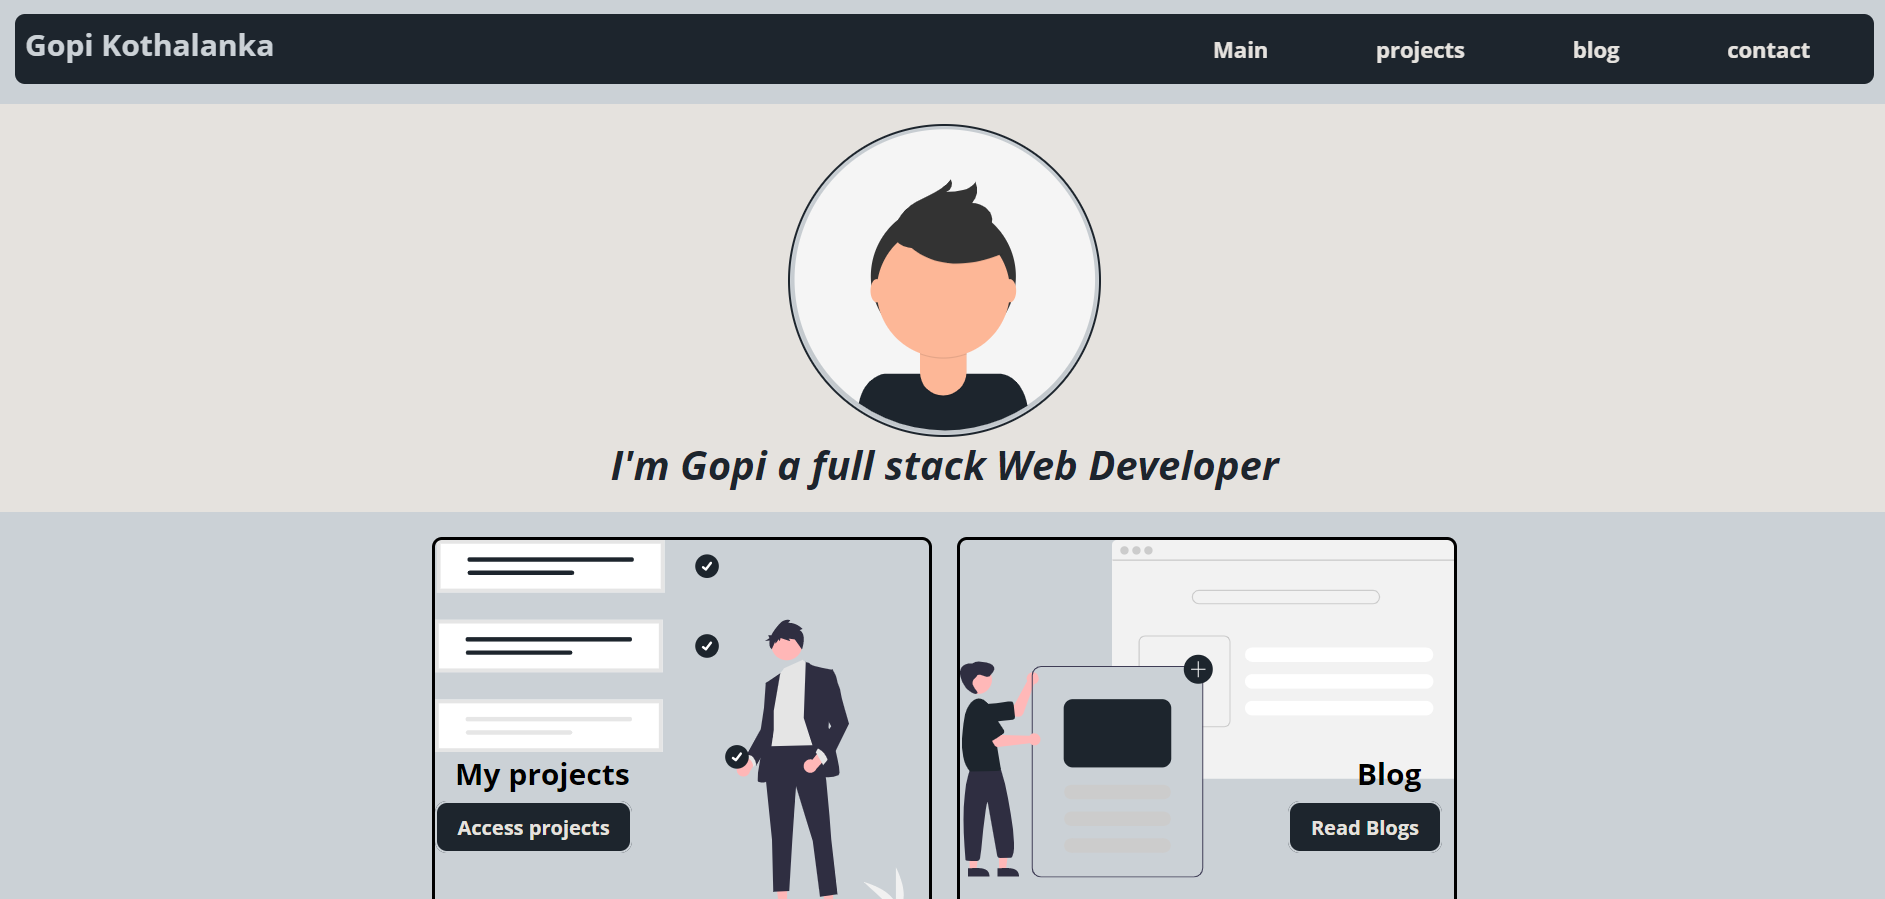 Gopi Kothalanka
Main
projects
blog
contact
I'm Gopi a full stack Web Developer
My projects
Access projects
Blog
Read Blogs